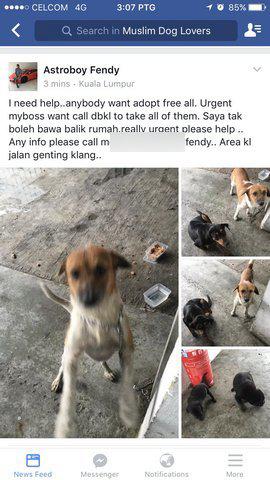 ●●●●○ CELCOM 4G 3:07 PTG 85%
Search in Muslim Dog Lovers
Astroboy Fendy
3 mins · Kuala Lumpur
I need help..anybody want adopt free all. Urgent
myboss want call dbkl to take all of them. Saya tak
boleh bawa balik rumah,really urgent please help ..
Any info please call m fendy.. Area kl
jalan genting klang..
News Feed Messenger Notifications More